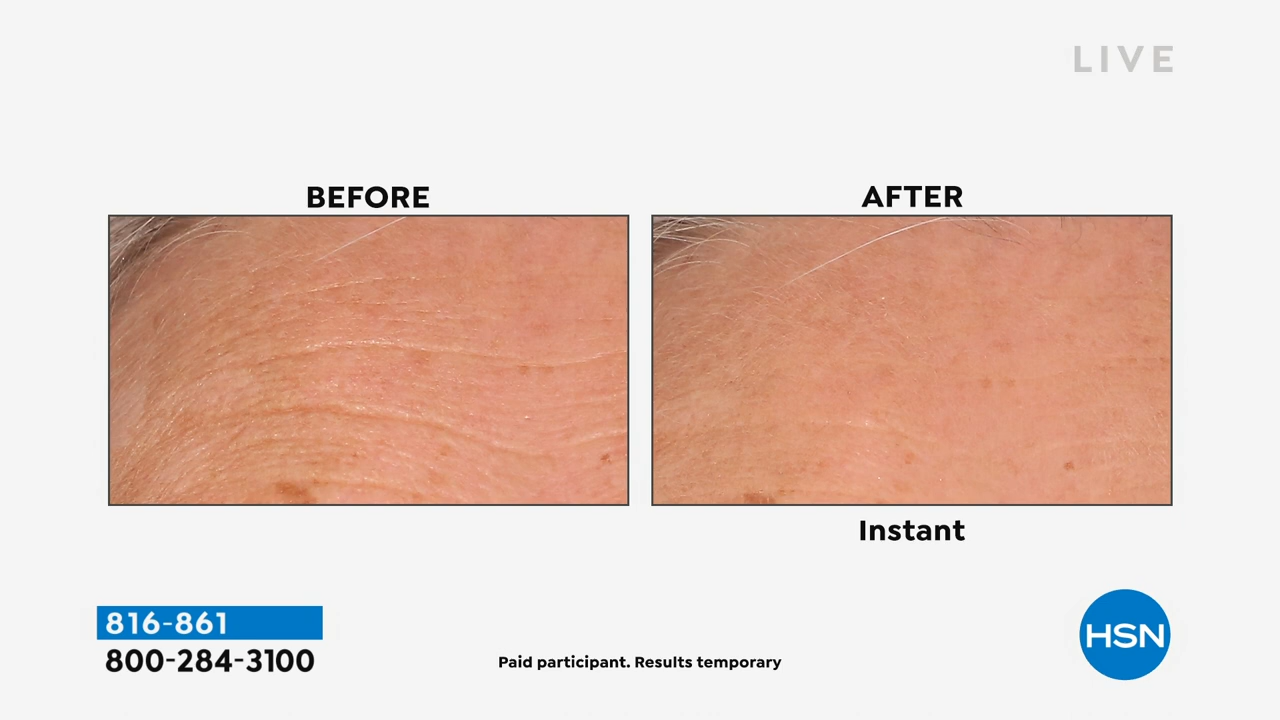 LIVE
BEFORE
AFTER
Instant
816-861
800-284-3100
Paid participant. Results temporary
HSN